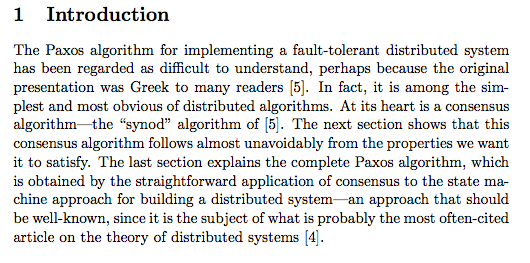 1 Introduction
The Paxos algorithm for implementing a fault-tolerant distributed system
has been regarded as difficult to understand, perhaps because the original
presentation was Greek to many readers [5]. In fact, it is among the sim-
plest and most obvious of distributed algorithms. At its heart is a consensus
algorithm—the “synod” algorithm of [5]. The next section shows that this
consensus algorithm follows almost unavoidably from the properties we want
it to satisfy. The last section explains the complete Paxos algorithm, which
is obtained by the straightforward application of consensus to the state ma-
chine approach for building a distributed system—an approach that should
be well-known, since it is the subject of what is probably the most often-cited
article on the theory of distributed systems [4].